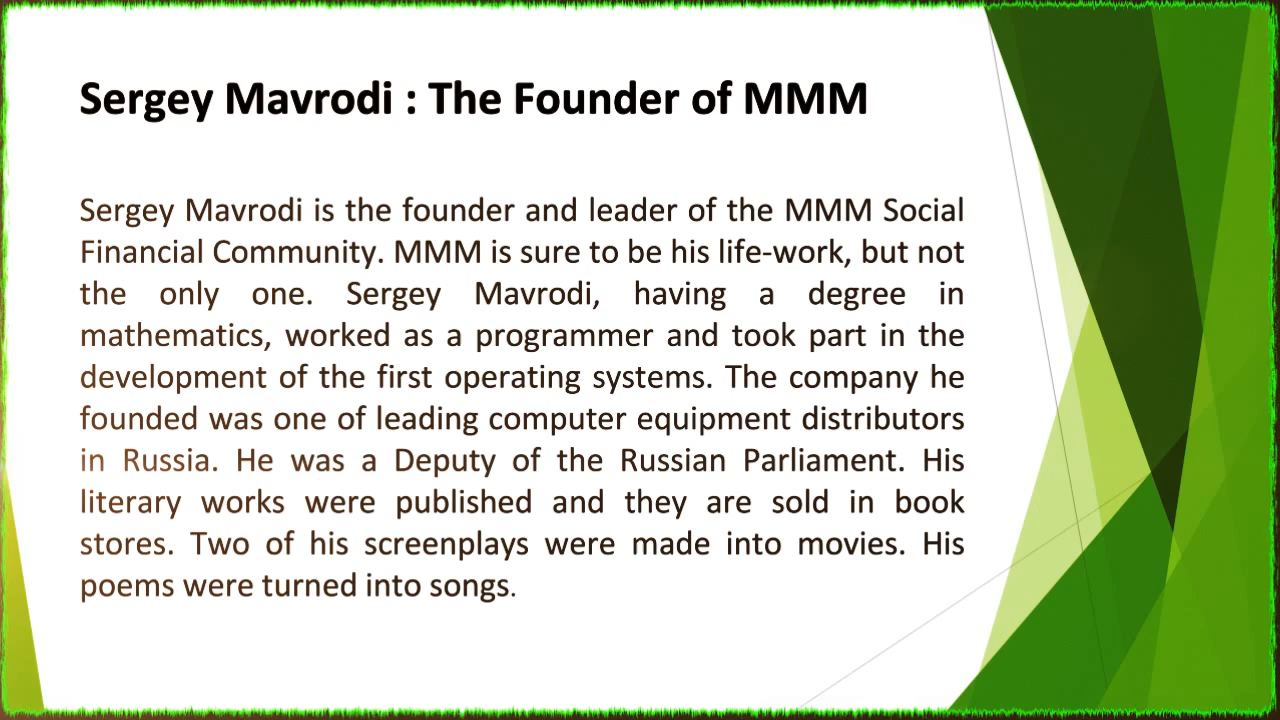 Sergey Mavrodi : The Founder of MMM
Sergey Mavrodi is the founder and leader of the MMM Social
Financial Community. MMM is sure to be his life-work, but not
the only one. Sergey Mavrodi, having a degree in
mathematics, worked as a programmer and took part in the
development of the first operating systems. The company he
founded was one of leading computer equipment distributors
in Russia. He was a Deputy of the Russian Parliament. His
literary works were published and they are sold in book
stores. Two of his screenplays were made into movies. His
poems were turned into songs.